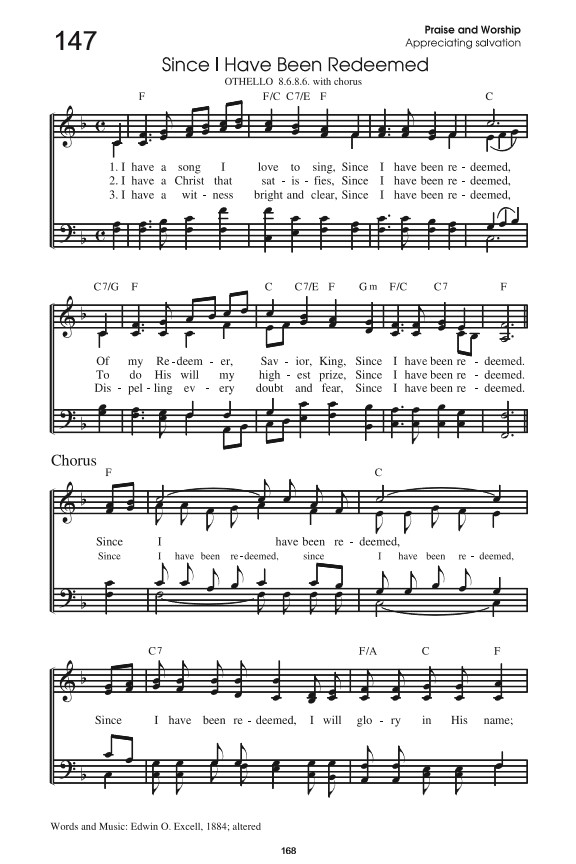 147
Praise and Worship
Appreciating salvation
Since I Have Been Redeemed
OTHELLO 8.6.8.6. with chorus
F F/C C7/E F C
1. I have a song I love to sing, Since I have been re - deemed,
2. I have a Christ that sat - is - fies, Since I have been re - deemed,
3. I have a wit - ness bright and clear, Since I have been re - deemed,
C7/G F C C7/E F Gm F/C C7 F
Of my Re - deem - er, Sav - ior, King, Since I have been re - deemed.
To do His will my high - est prize, Since I have been re - deemed.
Dis - pel - ling ev - ery doubt and fear, Since I have been re - deemed.
Chorus
F C
Since I have been re - deemed,
Since I have been re - deemed, since I have been re - deemed,
C7 F/A C F
Since I have been re - deemed, I will glo - ry in His name;
Words and Music: Edwin O. Excell, 1884; altered
168